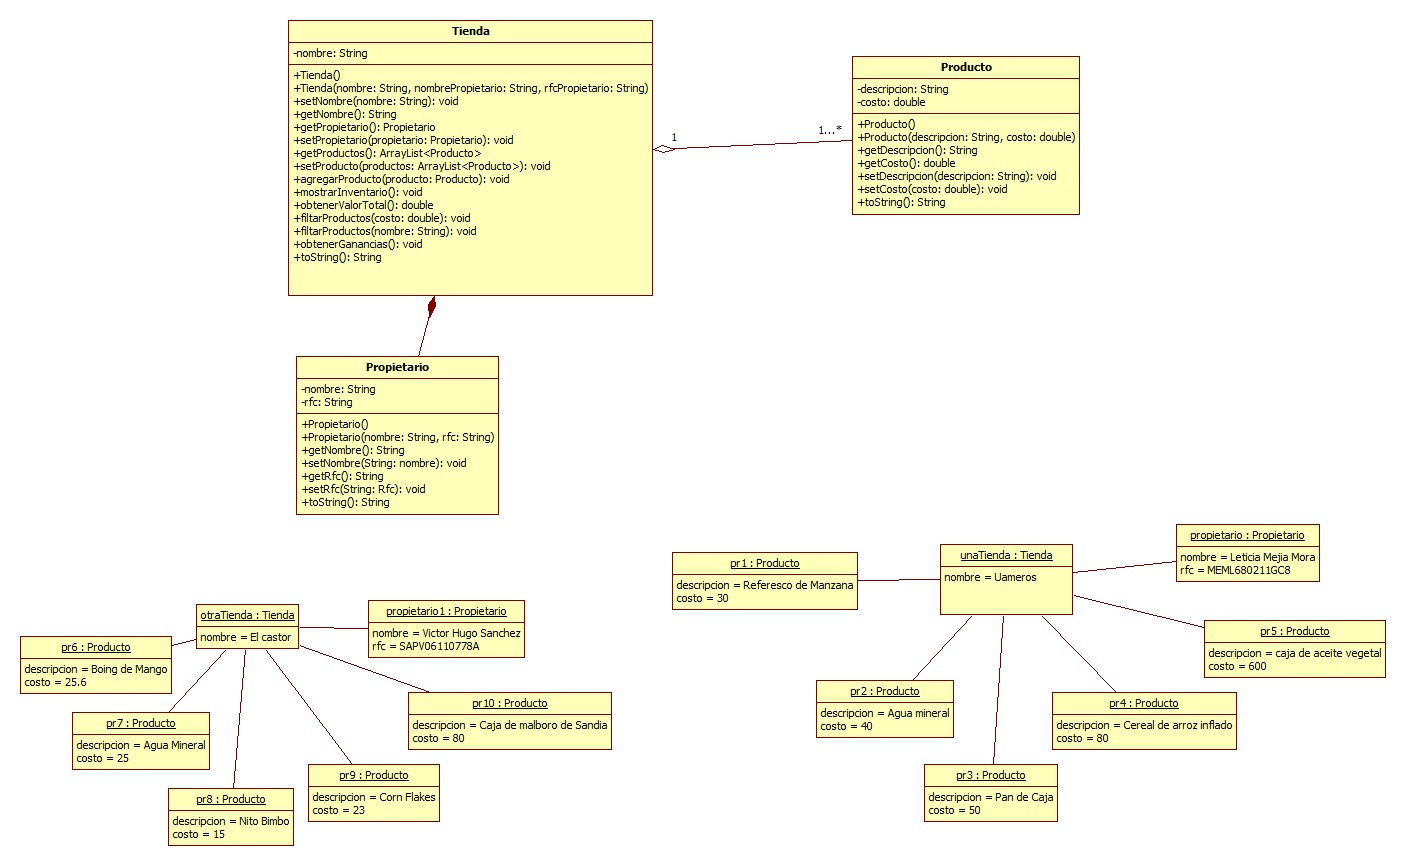 Tienda
-nombre: String
+Tienda()
+Tienda(nombre: String, nombrePropietario: String, rfcPropietario: String)
+setNombre(nombre: String): void
+getNombre(): String
+getPropietario(): Propietario
+setPropietario(propietario: Propietario): void
+getProductos(): ArrayList<Producto>
+setProducto(productos: ArrayList<Producto>): void
+agregarProducto(producto: Producto): void
+mostrarInventario(): void
+obtenerValorTotal(): double
+filtarProductos(costo: double): void
+filtarProductos(nombre: String): void
+obtenerGanancias(): void
+toString(): String
1
1...*
Producto
-descripcion: String
-costo: double
+Producto()
+Producto(descripcion: String, costo: double)
+getDescripcion(): String
+getCosto(): double
+setDescripcion(descripcion: String): void
+setCosto(costo: double): void
+toString(): String
Propietario
-nombre: String
-rfc: String
+Propietario()
+Propietario(nombre: String, rfc: String)
+getNombre(): String
+setNombre(String: nombre): void
+getRfc(): String
+setRfc(String: Rfc): void
+toString(): String
otraTienda : Tienda
nombre = El castor
propietario1 : Propietario
nombre = Victor Hugo Sanchez
rfc = SAPV06110778A
pr6 : Producto
descripcion = Boing de Mango
costo = 25.6
pr7 : Producto
descripcion = Agua Mineral
costo = 25
pr8 : Producto
descripcion = Nito Bimbo
costo = 15
pr9 : Producto
descripcion = Corn Flakes
costo = 23
pr10 : Producto
descripcion = Caja de malboro de Sandia
costo = 80
unaTienda : Tienda
nombre = Uameros
propietario : Propietario
nombre = Leticia Mejia Mora
rfc = MEML680211GC8
pr1 : Producto
descripcion = Referesco de Manzana
costo = 30
pr2 : Producto
descripcion = Agua mineral
costo = 40
pr3 : Producto
descripcion = Pan de Caja
costo = 50
pr4 : Producto
descripcion = Cereal de arroz inflado
costo = 80
pr5 : Producto
descripcion = caja de aceite vegetal
costo = 600